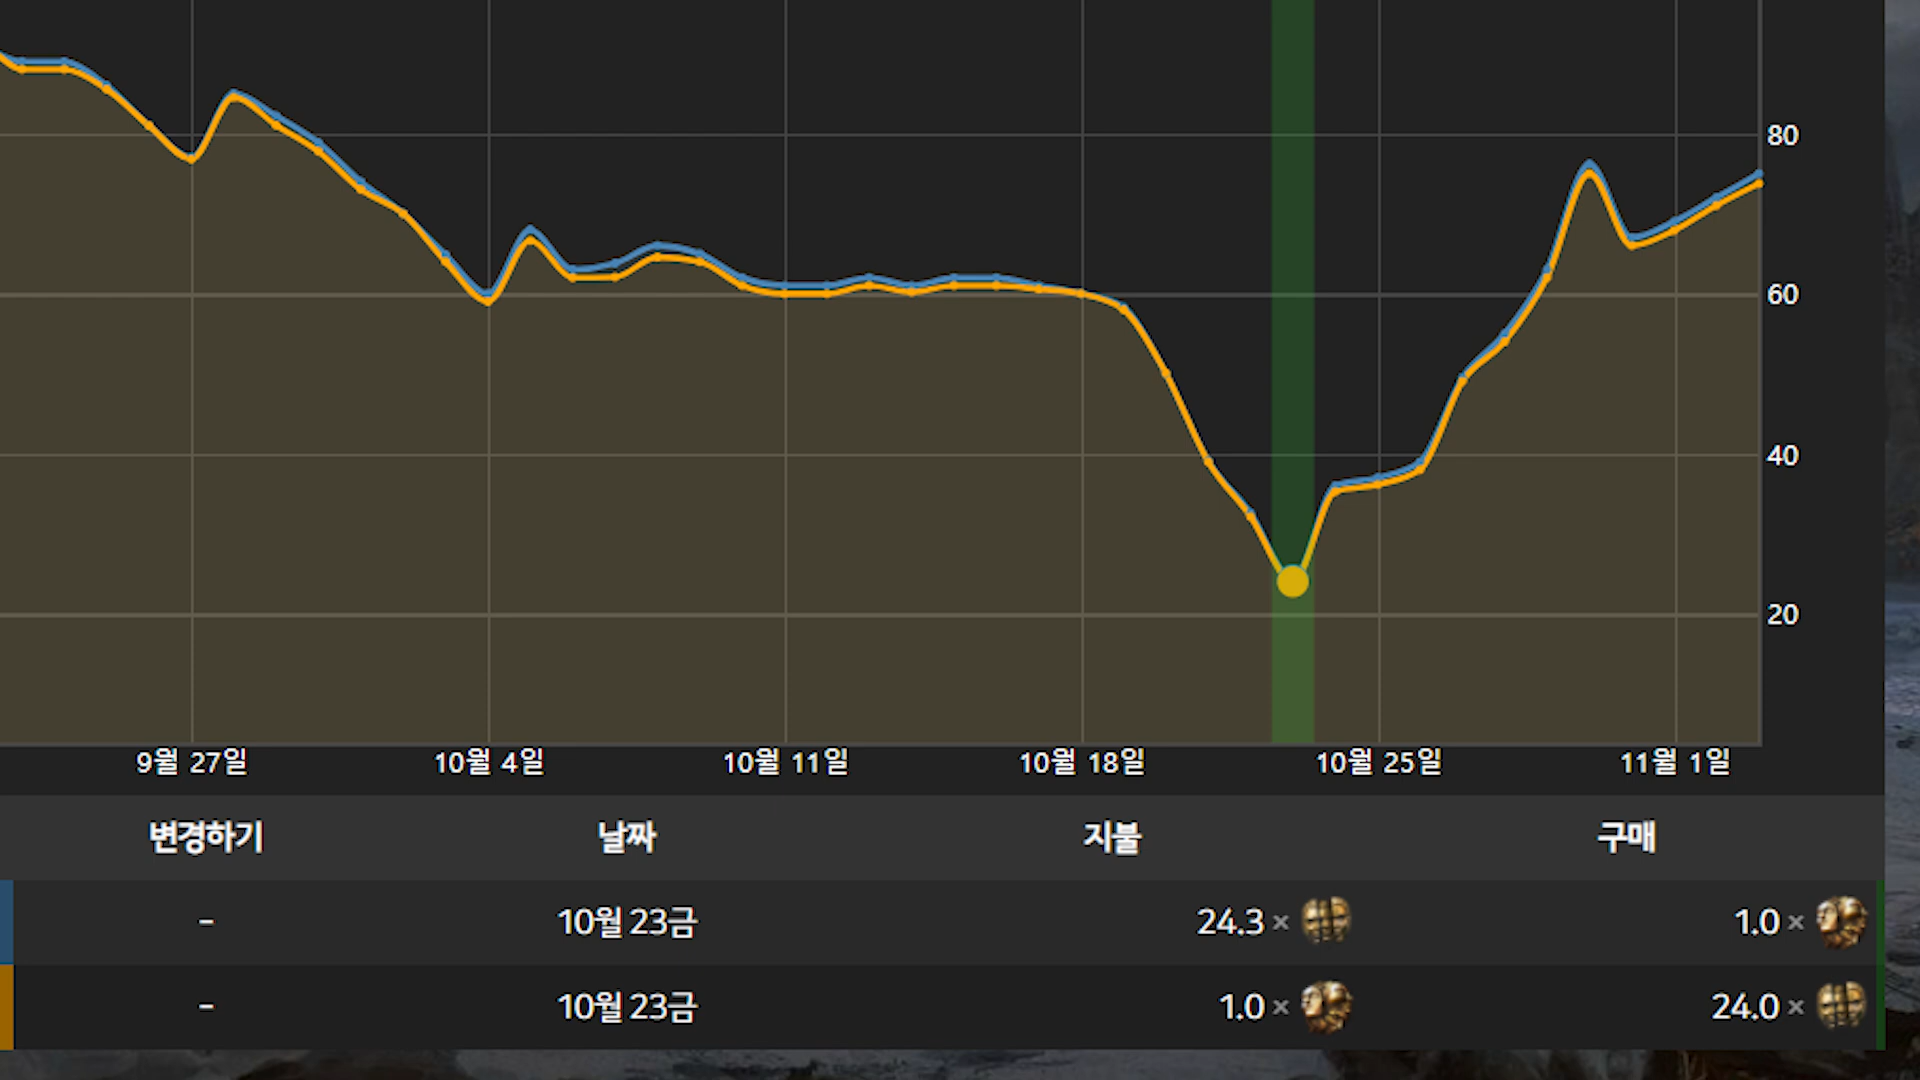 80
60
40
20
9월 27일 10월 4일 10월 11일 10월 18일 10월 25일 11월 1일
변경하기 날짜 지불 구매
- 10월 23금 24.3 × 1.0 ×
- 10월 23금 1.0 × 24.0 ×